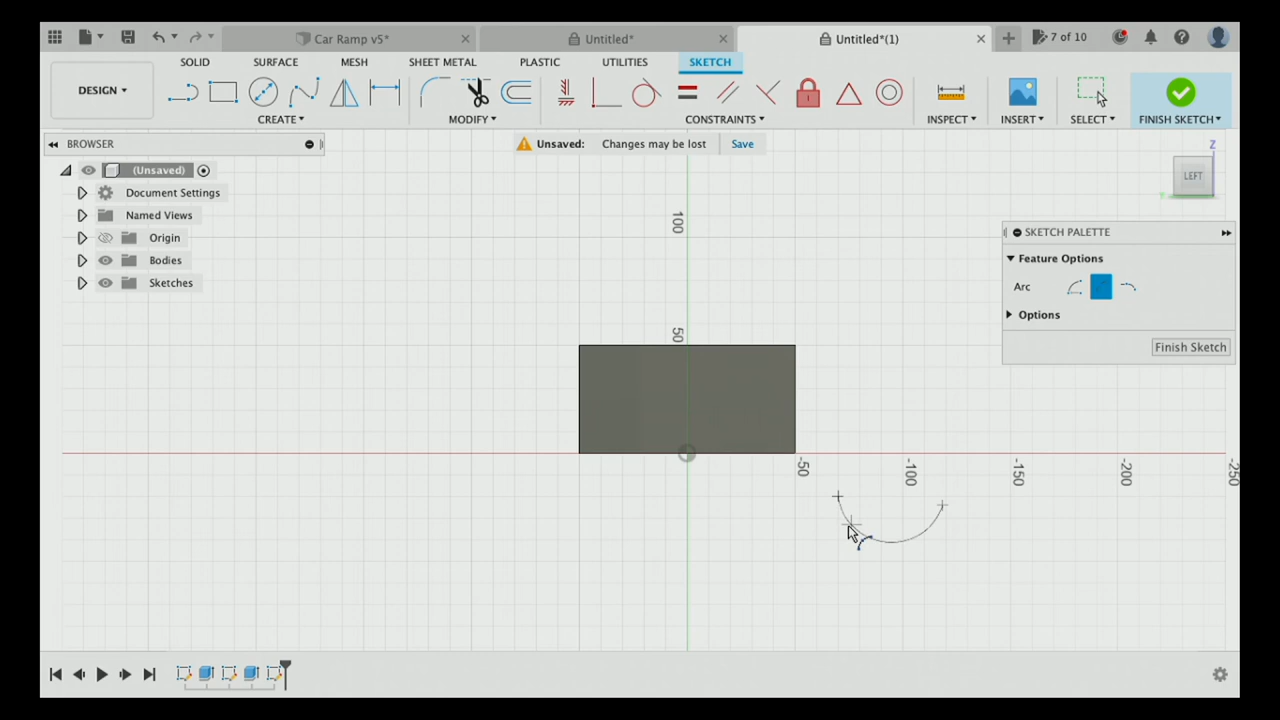 Car Ramp v5*
Untitled*
Untitled*(1)
7 of 10
DESIGN
SOLID
SURFACE
MESH
SHEET METAL
PLASTIC
UTILITIES
SKETCH
CREATE
MODIFY
CONSTRAINTS
INSPECT
INSERT
SELECT
FINISH SKETCH
BROWSER
Unsaved:
Changes may be lost
Save
(Unsaved)
Document Settings
Named Views
Origin
Bodies
Sketches
Z
LEFT
SKETCH PALETTE
Feature Options
Arc
Options
Finish Sketch
100
50
-50
-100
-150
-200
-250